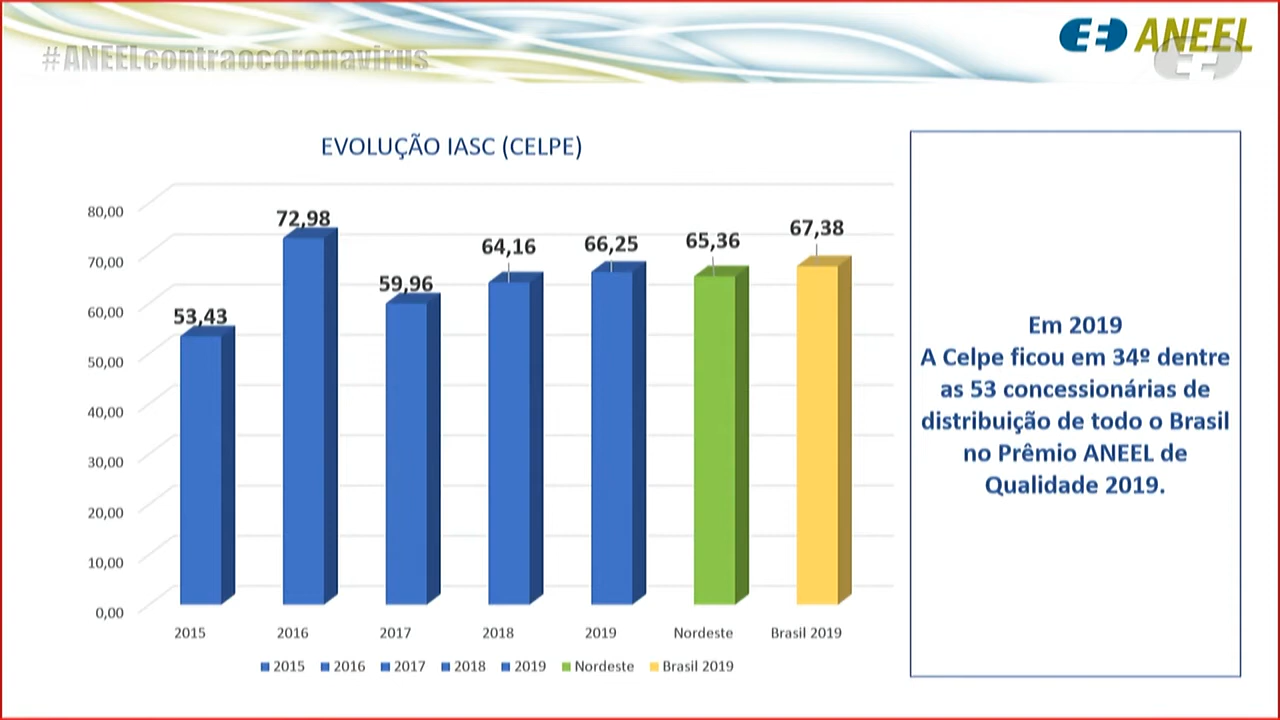 #ANEELcontraocoronavirus
ANEEL
EVOLUÇÃO IASC (CELPE)
80,00
70,00
60,00
50,00
40,00
30,00
20,00
10,00
0,00
53,43
72,98
59,96
64,16
66,25
65,36
67,38
2015
2016
2017
2018
2019
Nordeste
Brasil 2019
2015 2016 2017 2018 2019 Nordeste Brasil 2019
Em 2019
A Celpe ficou em 34º dentre
as 53 concessionárias de
distribuição de todo o Brasil
no Prêmio ANEEL de
Qualidade 2019.